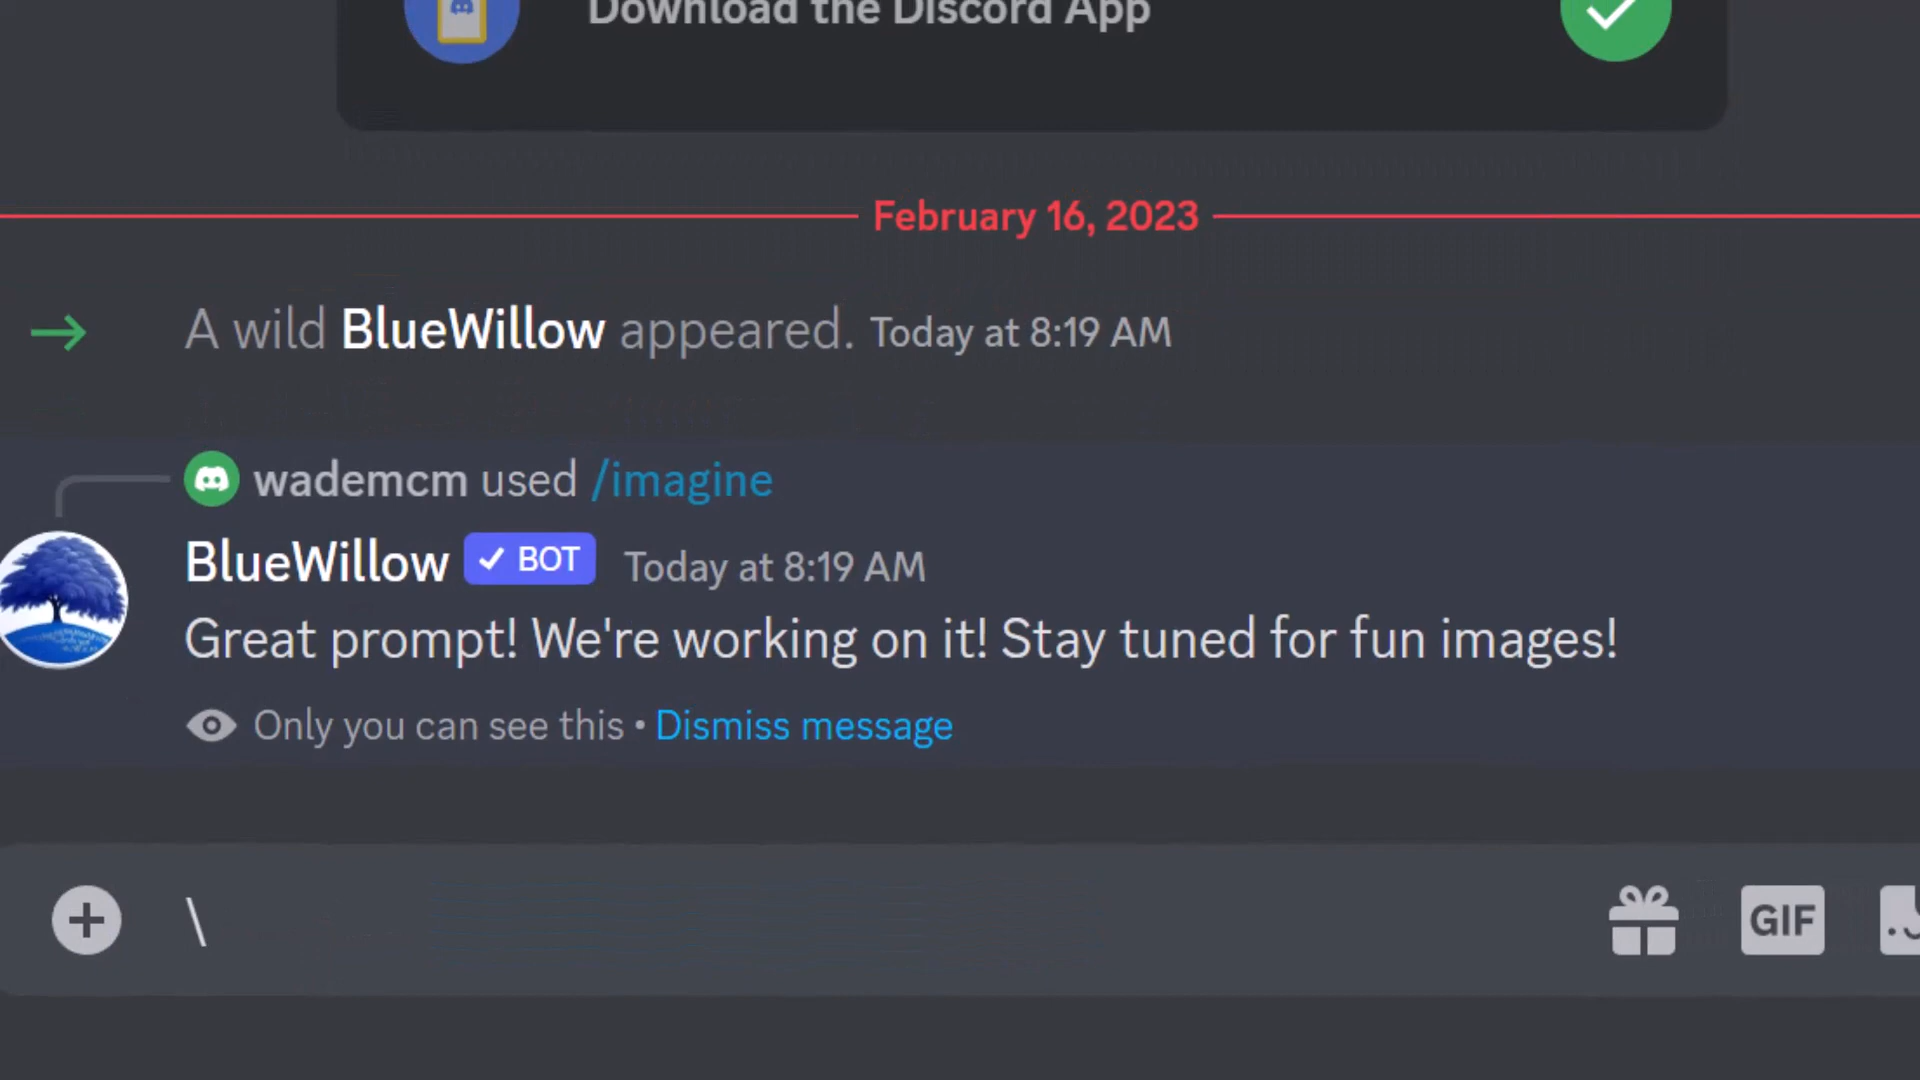 Download the Discord App
February 16, 2023
A wild BlueWillow appeared. Today at 8:19 AM
wademcm used /imagine
BlueWillow ✓ BOT Today at 8:19 AM
Great prompt! We're working on it! Stay tuned for fun images!
Only you can see this • Dismiss message
\
GIF